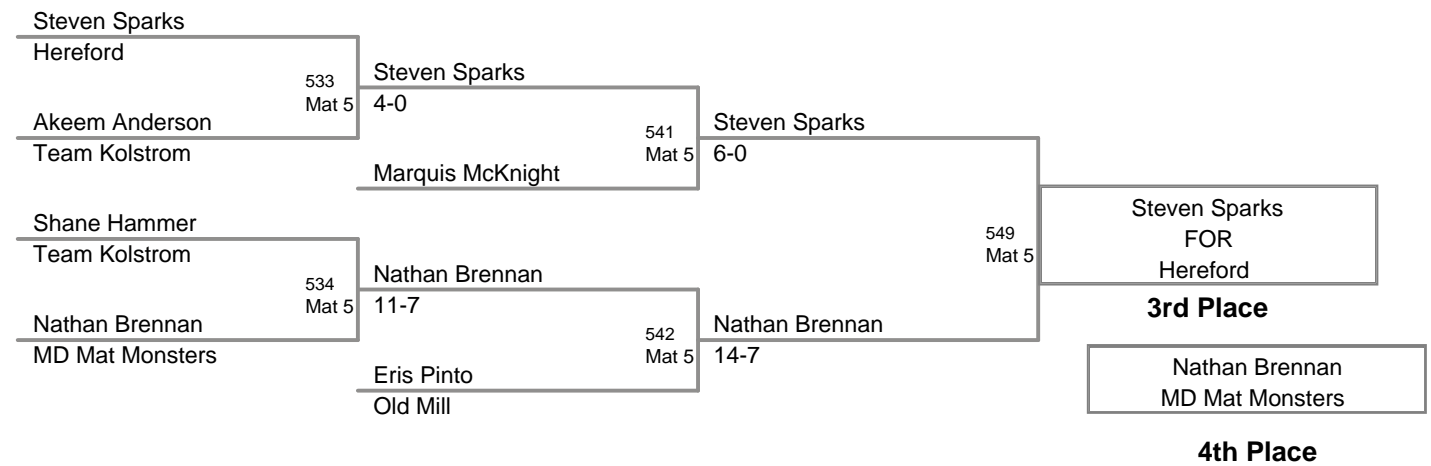 Steven Sparks
Hereford
533
Mat 5
Steven Sparks
4-0
Akeem Anderson
Team Kolstrom
541
Mat 5
Steven Sparks
6-0
Marquis McKnight
Shane Hammer
Team Kolstrom
549
Mat 5
Steven Sparks
FOR
Hereford
3rd Place
534
Mat 5
Nathan Brennan
11-7
Nathan Brennan
MD Mat Monsters
542
Mat 5
Nathan Brennan
14-7
Eris Pinto
Old Mill
Nathan Brennan
MD Mat Monsters
4th Place